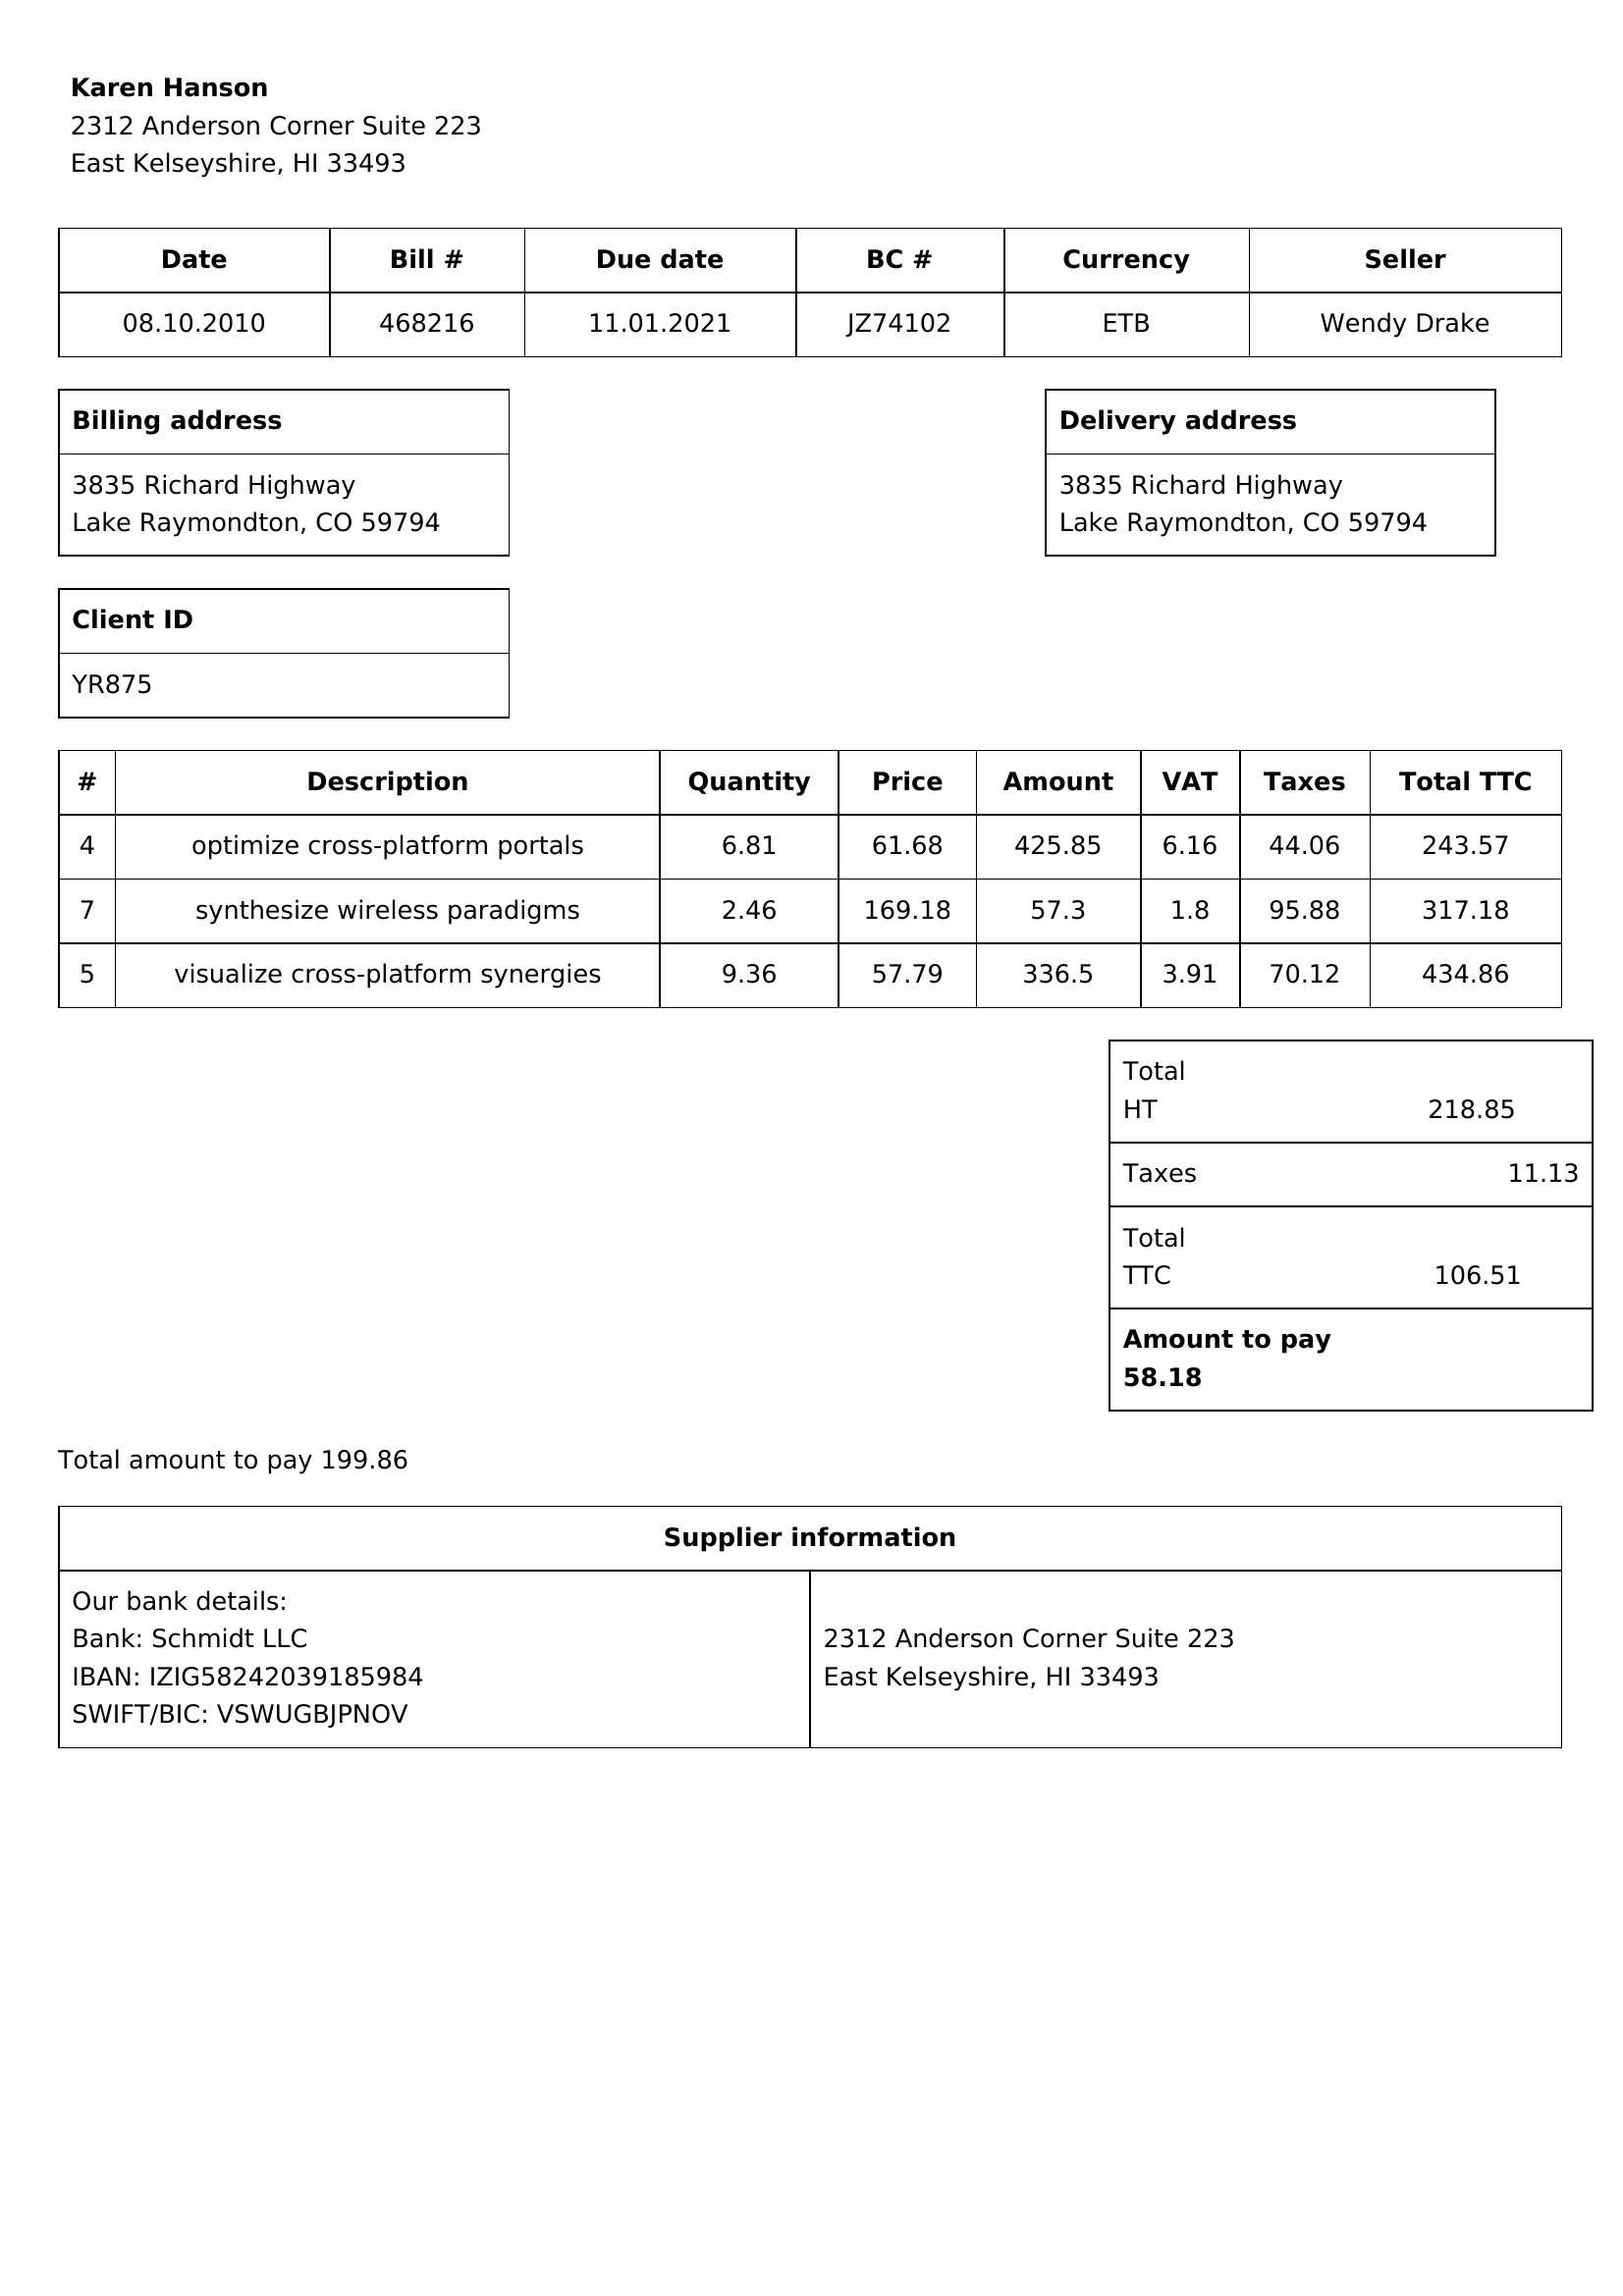 Karen Hanson
2312 Anderson Corner Suite 223
East Kelseyshire, HI 33493
Date Bill # Due date BC # Currency Seller
08.10.2010 468216 11.01.2021 JZ74102 ETB Wendy Drake
Billing address
3835 Richard Highway
Lake Raymondton, CO 59794
Delivery address
3835 Richard Highway
Lake Raymondton, CO 59794
Client ID
YR875
# Description Quantity Price Amount VAT Taxes Total TTC
4 optimize cross-platform portals 6.81 61.68 425.85 6.16 44.06 243.57
7 synthesize wireless paradigms 2.46 169.18 57.3 1.8 95.88 317.18
5 visualize cross-platform synergies 9.36 57.79 336.5 3.91 70.12 434.86
Total
HT 218.85
Taxes 11.13
Total
TTC 106.51
Amount to pay
58.18
Total amount to pay 199.86
Supplier information
Our bank details:
Bank: Schmidt LLC
IBAN: IZIG58242039185984
SWIFT/BIC: VSWUGBJPNOV
2312 Anderson Corner Suite 223
East Kelseyshire, HI 33493